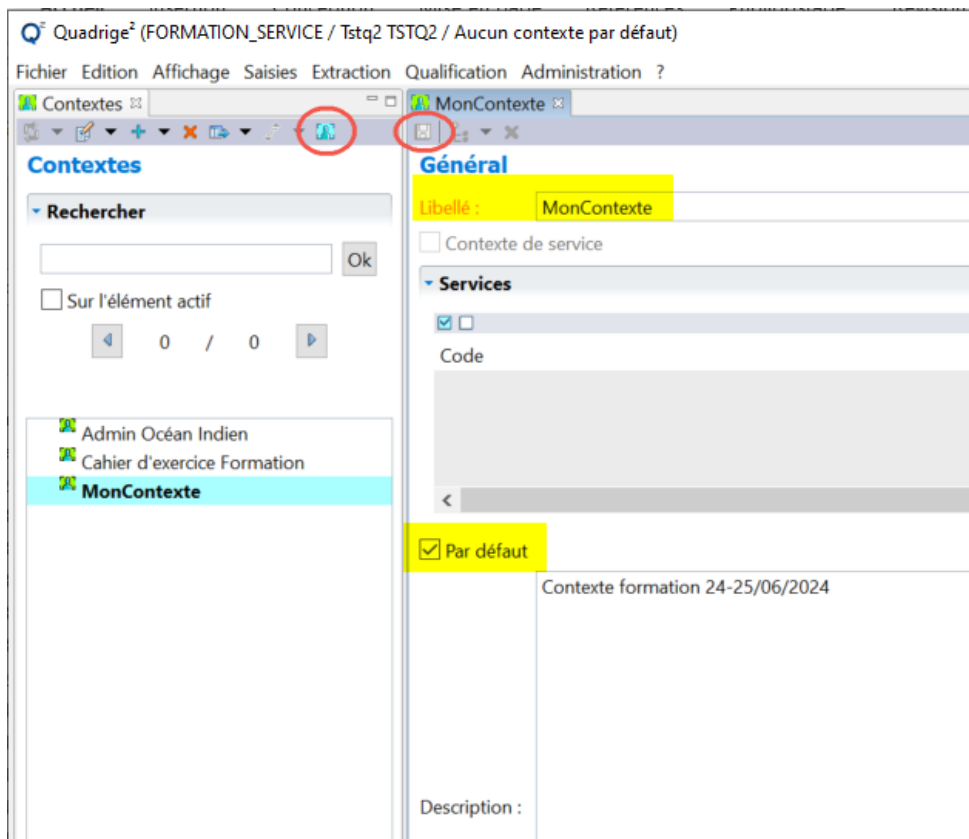 Quadrige² (FORMATION_SERVICE / Tstq2 TSTQ2 / Aucun contexte par défaut)
Fichier Edition Affichage Saisies Extraction Qualification Administration ?
Contextes
MonContexte
Contextes
Rechercher
Ok
Sur l'élément actif
0 / 0
Admin Océan Indien
Cahier d'exercice Formation
MonContexte
Général
Libellé : MonContexte
Contexte de service
Services
Code
Par défaut
Contexte formation 24-25/06/2024
Description :